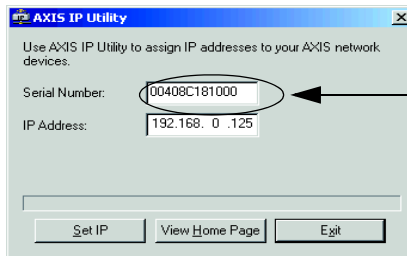 AXIS IP Utility
Use AXIS IP Utility to assign IP addresses to your AXIS network
devices.
Serial Number: 00408C181000
IP Address: 192.168. 0 .125
Set IP View Home Page Exit